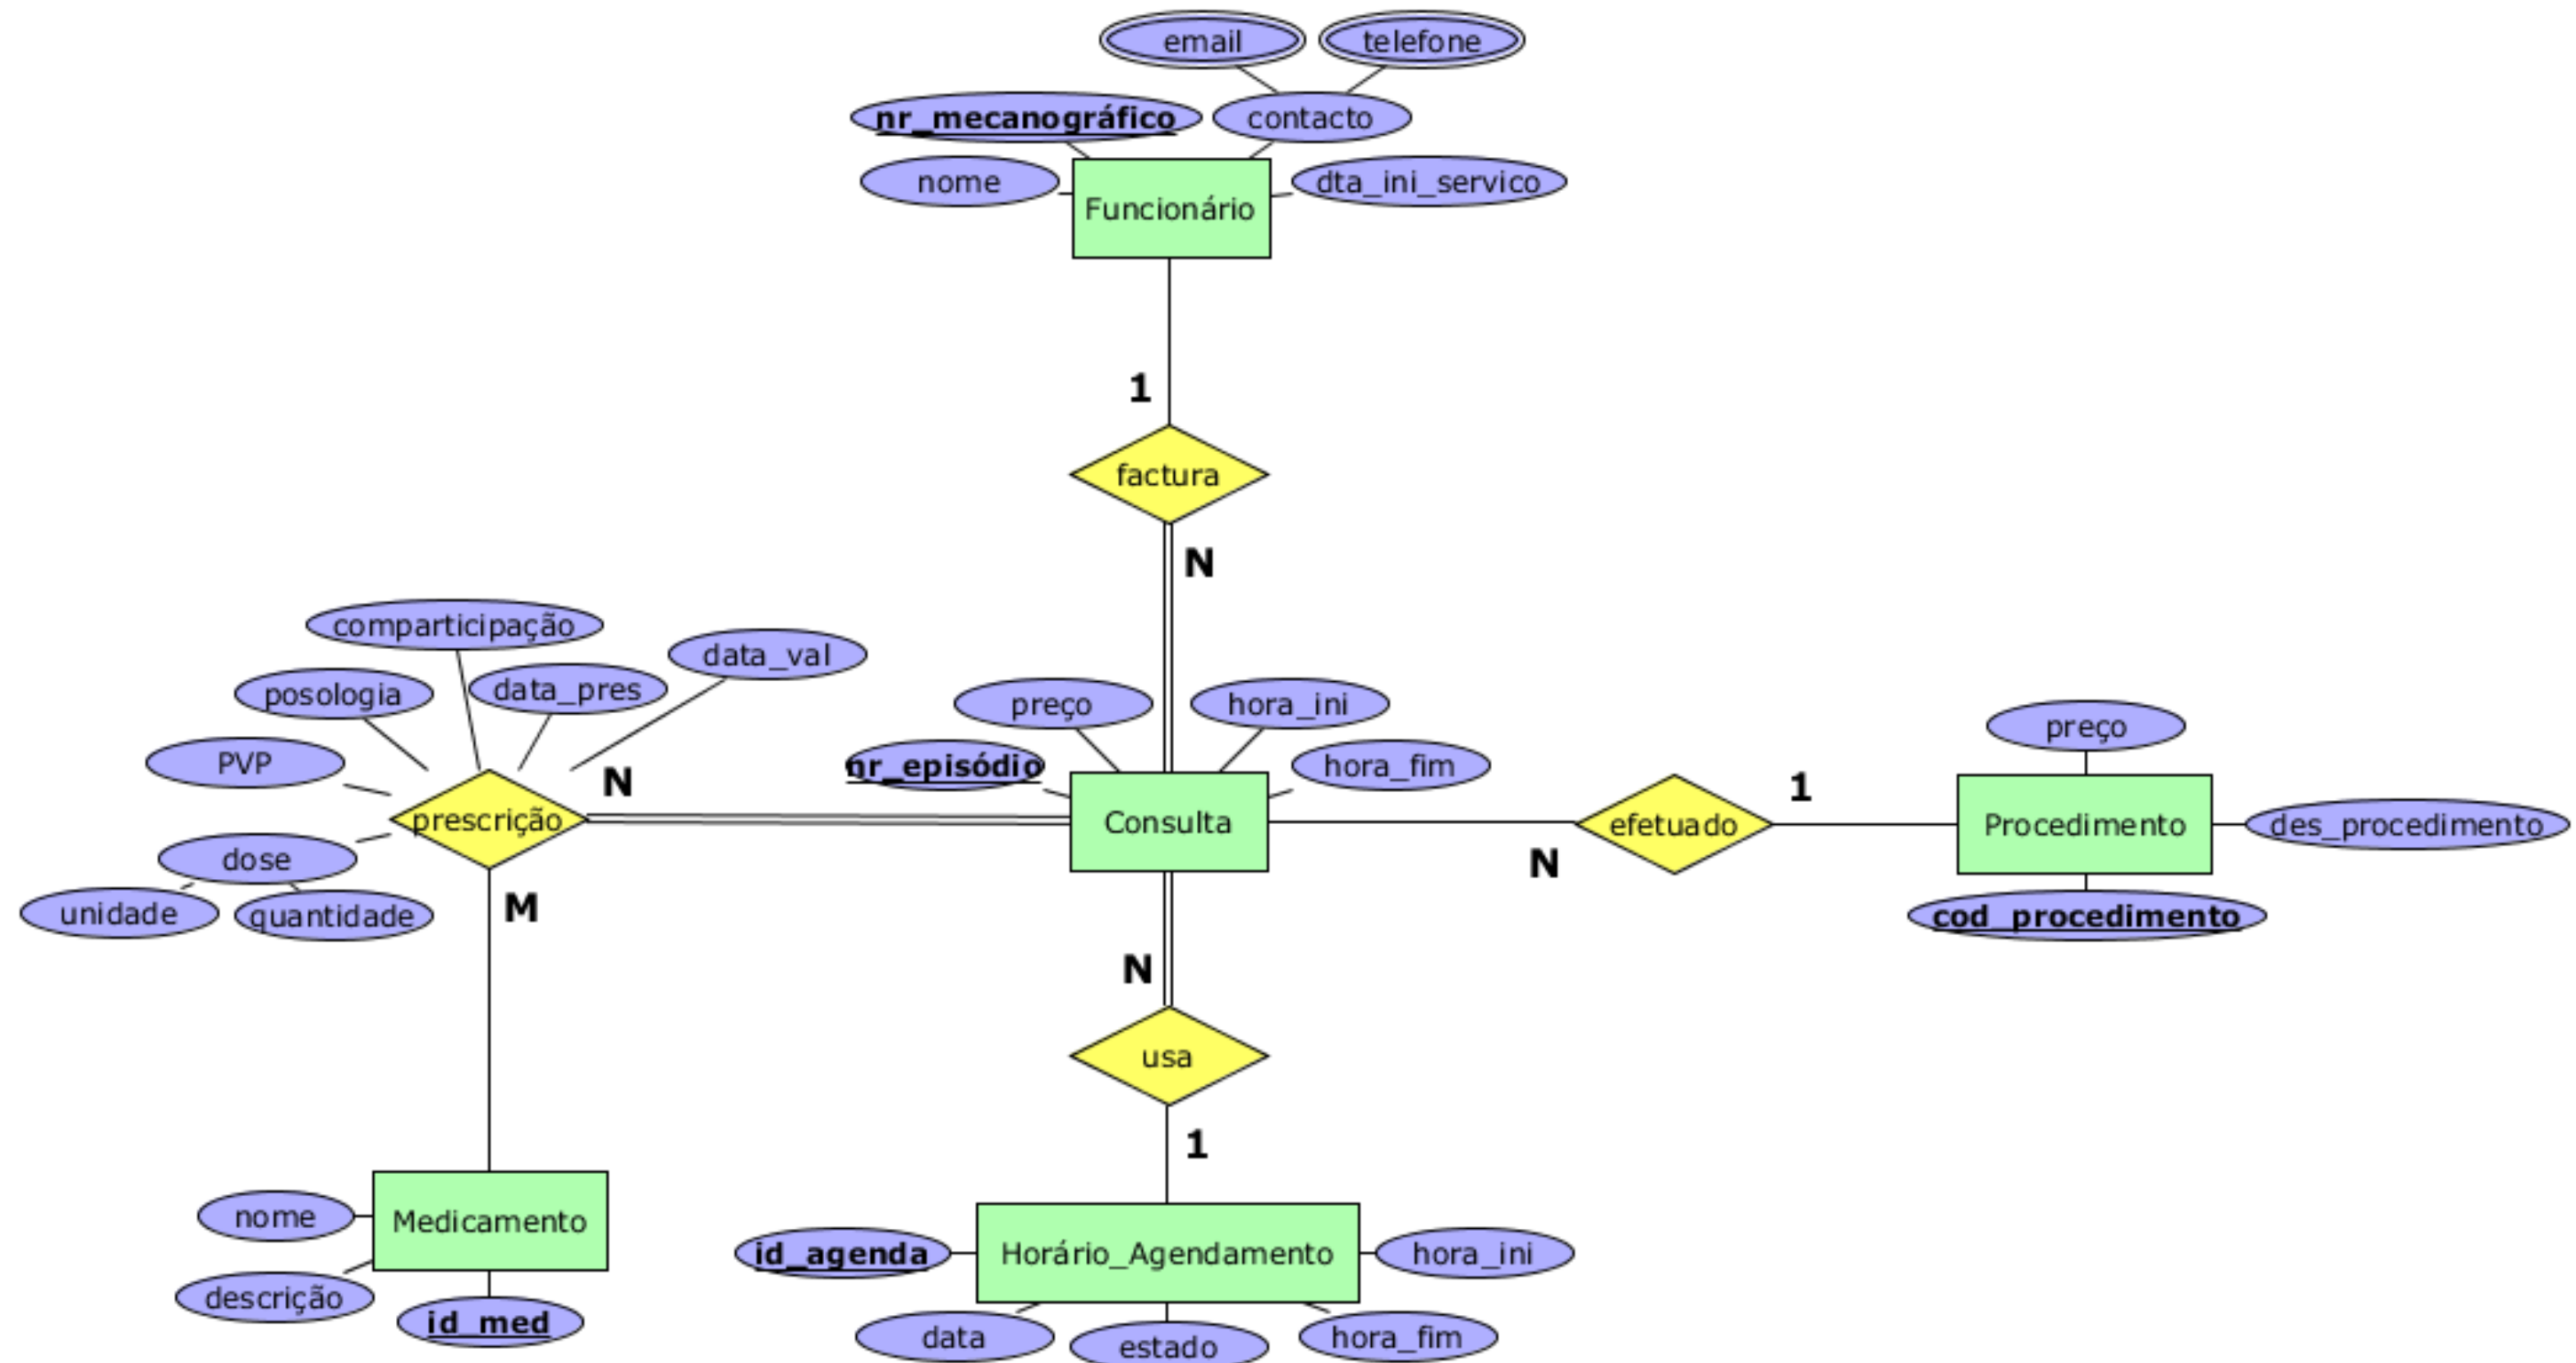 email
telefone
nr_mecanográfico
contacto
nome
dta_ini_servico
Funcionário
1
factura
N
comparticipação
data_val
posologia
data_pres
preço
hora_ini
preço
PVP
N
nr_episódio
hora_fim
1
prescrição
Consulta
efetuado
Procedimento
des_procedimento
dose
N
unidade
quantidade
M
cod_procedimento
N
usa
1
nome
Medicamento
id_agenda
Horário_Agendamento
hora_ini
descrição
id_med
data
estado
hora_fim